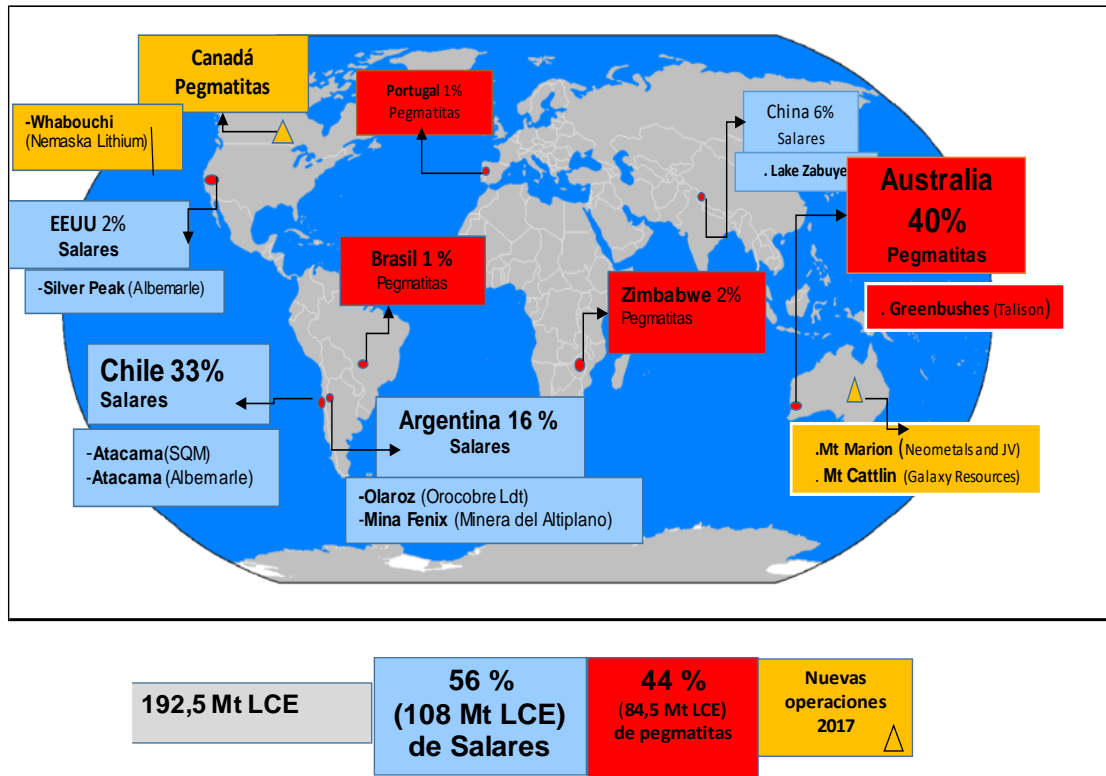 Canadá
Pegmatitas
-Whabouchi
(Nemaska Lithium)
EEUU 2%
Salares
-Silver Peak (Albemarle)
Portugal 1%
Pegmatitas
China 6%
Salares
. Lake Zabuye
Australia
40%
Pegmatitas
. Greenbushes (Talison)
Brasil 1 %
Pegmatitas
Zimbabwe 2%
Pegmatitas
Chile 33%
Salares
-Atacama(SQM)
-Atacama (Albemarle)
Argentina 16 %
Salares
-Olaroz (Orocobre Ldt)
-Mina Fenix (Minera del Altiplano)
.Mt Marion (Neometals and JV)
. Mt Cattlin (Galaxy Resources)
192,5 Mt LCE
56 %
(108 Mt LCE)
de Salares
44 %
(84,5 Mt LCE)
de pegmatitas
Nuevas
operaciones
2017